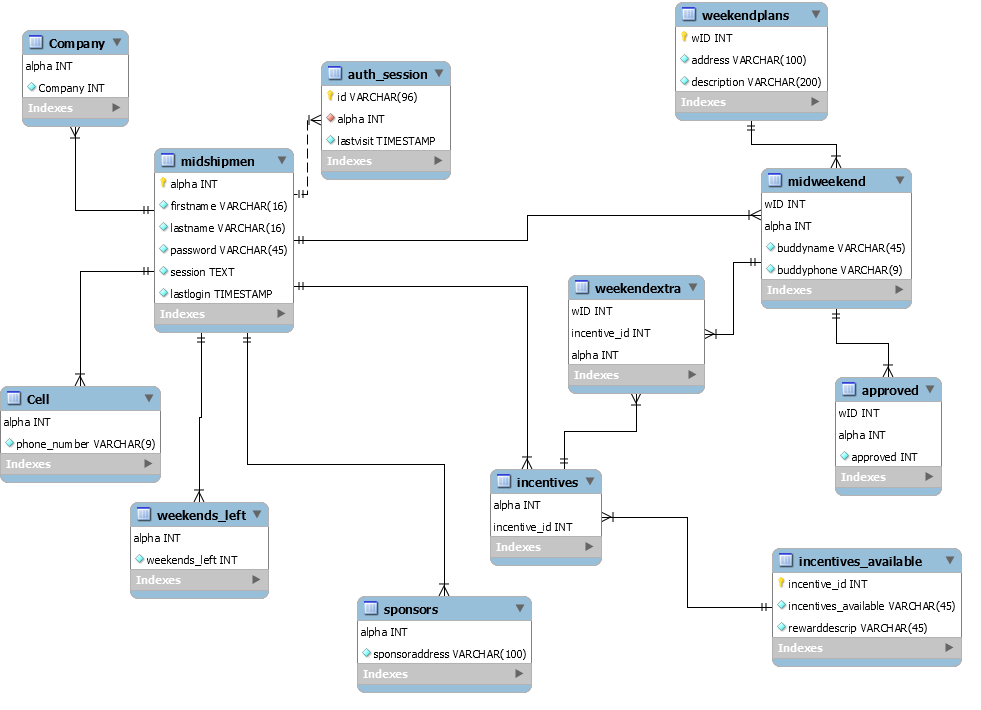 Company
alpha INT
Company INT
Indexes
auth_session
id VARCHAR(96)
alpha INT
lastvisit TIMESTAMP
Indexes
weekendplans
wID INT
address VARCHAR(100)
description VARCHAR(200)
Indexes
midshipmen
alpha INT
firstname VARCHAR(16)
lastname VARCHAR(16)
password VARCHAR(45)
session TEXT
lastlogin TIMESTAMP
Indexes
midweekend
wID INT
alpha INT
buddyname VARCHAR(45)
buddyphone VARCHAR(9)
Indexes
weekendextra
wID INT
incentive_id INT
alpha INT
Indexes
Cell
alpha INT
phone_number VARCHAR(9)
Indexes
approved
wID INT
alpha INT
approved INT
Indexes
weekends_left
alpha INT
weekends_left INT
Indexes
incentives
alpha INT
incentive_id INT
Indexes
sponsors
alpha INT
sponsoraddress VARCHAR(100)
Indexes
incentives_available
incentive_id INT
incentives_available VARCHAR(45)
rewarddescrip VARCHAR(45)
Indexes